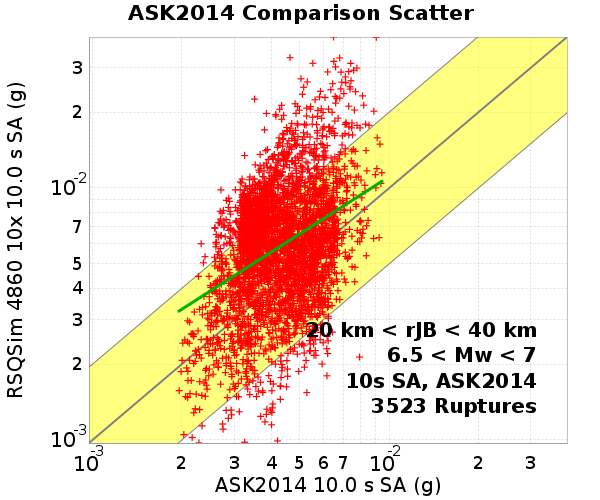 ASK2014 Comparison Scatter
RSQSim 4860 10x 10.0 s SA (g)
3
2
10-2
7
5
4
3
2
10-3
20 km < rJB < 40 km
6.5 < Mw < 7
10s SA, ASK2014
3523 Ruptures
10-3 2 3 4 5 6 7 10-2 2 3
ASK2014 10.0 s SA (g)